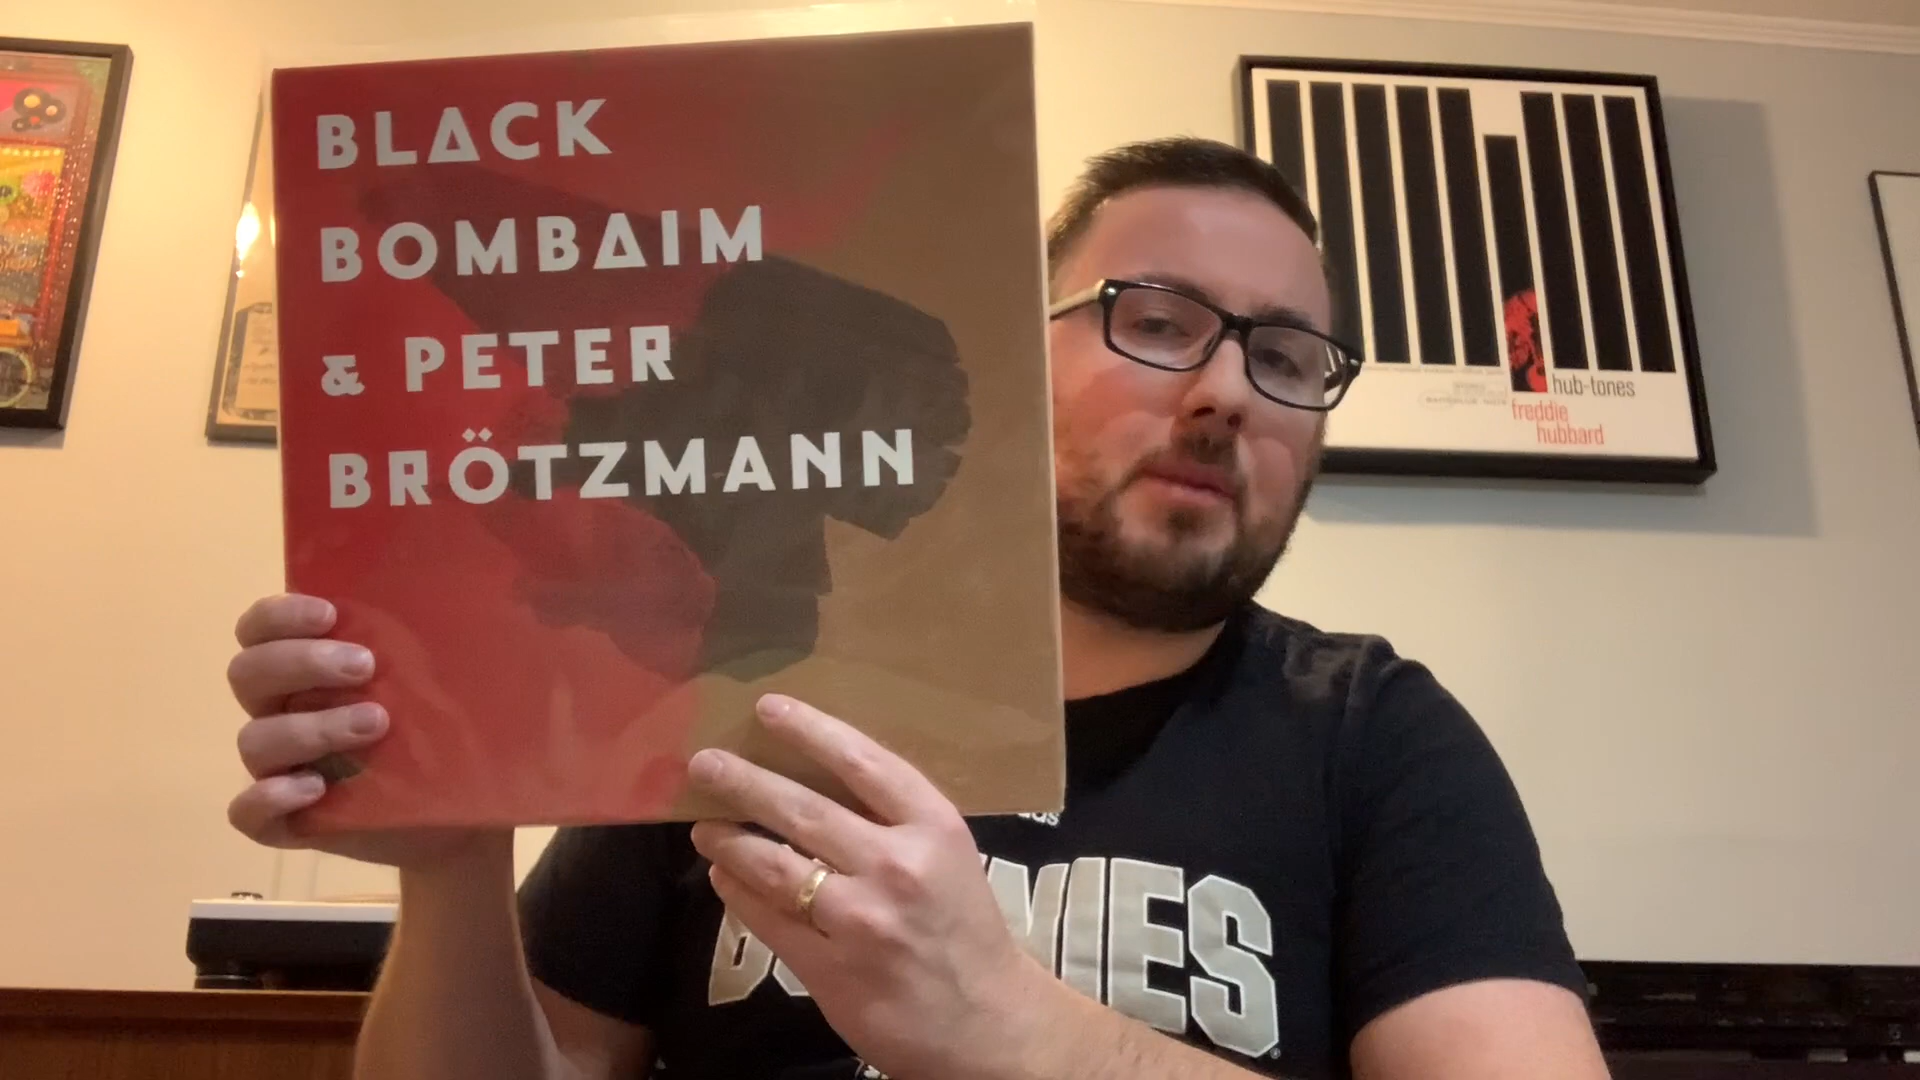 BLACK
BOMBAIM
& PETER
BRÖTZMANN
hub-tones
freddie
hubbard